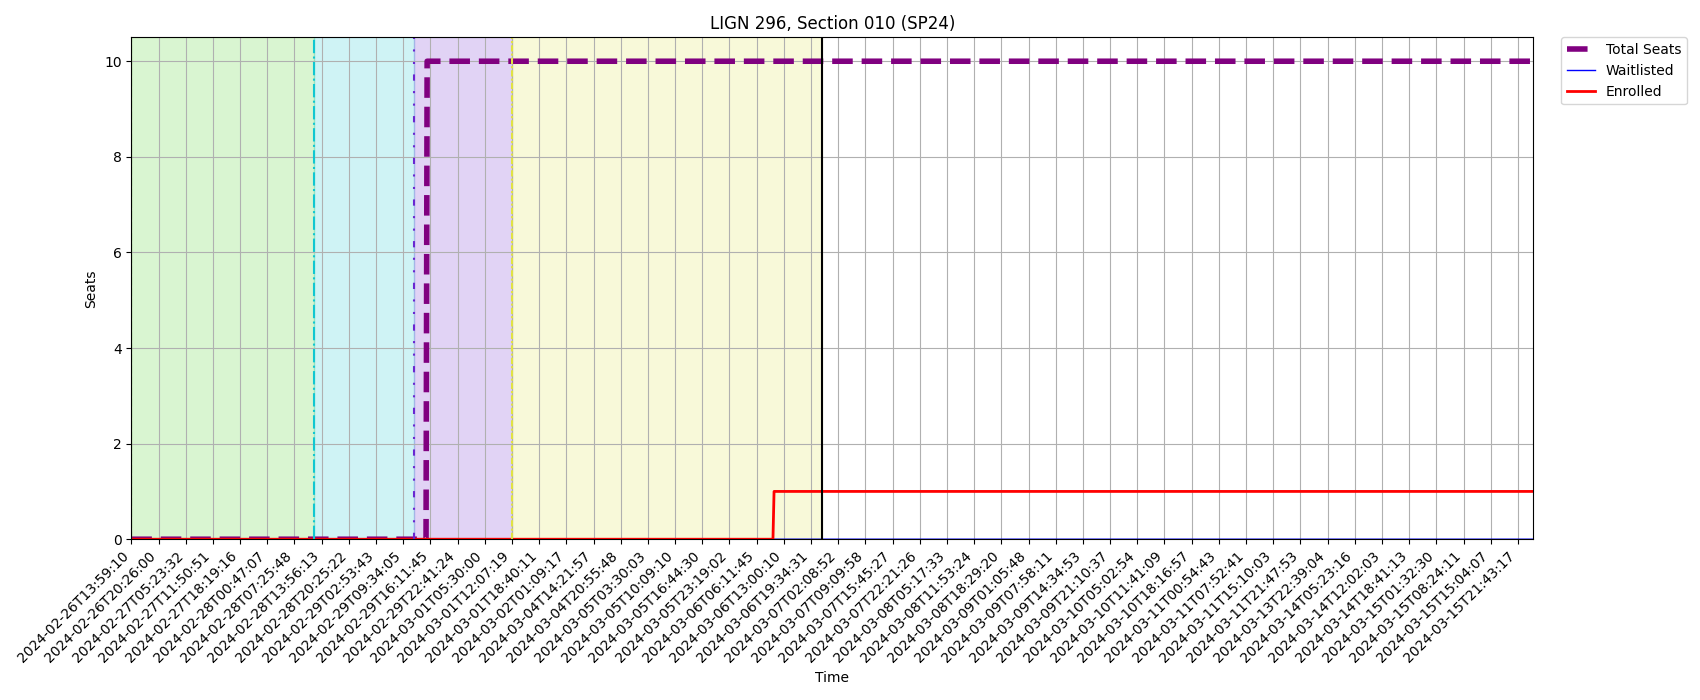 LIGN 296, Section 010 (SP24)
10
8
6
4
2
0
Seats
Total Seats
Waitlisted
Enrolled
2024-02-26T13:59:10
2024-02-26T20:26:00
2024-02-27T05:23:32
2024-02-27T11:50:51
2024-02-27T18:19:16
2024-02-28T00:47:07
2024-02-28T07:25:48
2024-02-28T13:56:13
2024-02-28T20:25:22
2024-02-29T02:53:43
2024-02-29T09:34:05
2024-02-29T16:11:45
2024-02-29T22:41:24
2024-03-01T05:30:00
2024-03-01T12:07:19
2024-03-01T18:40:11
2024-03-02T01:09:17
2024-03-04T14:21:57
2024-03-04T20:55:48
2024-03-05T03:30:03
2024-03-05T10:09:10
2024-03-05T16:44:30
2024-03-05T23:19:02
2024-03-06T06:11:45
2024-03-06T13:00:10
2024-03-06T19:34:31
2024-03-07T02:08:52
2024-03-07T09:09:58
2024-03-07T15:45:27
2024-03-07T22:21:26
2024-03-08T05:17:33
2024-03-08T11:53:24
2024-03-08T18:29:20
2024-03-09T01:05:48
2024-03-09T07:58:11
2024-03-09T14:34:53
2024-03-09T21:10:37
2024-03-10T05:02:54
2024-03-10T11:41:09
2024-03-10T18:16:57
2024-03-11T00:54:43
2024-03-11T07:52:41
2024-03-11T15:10:03
2024-03-11T21:47:53
2024-03-13T22:39:04
2024-03-14T05:23:16
2024-03-14T12:02:03
2024-03-14T18:41:13
2024-03-15T01:32:30
2024-03-15T08:24:11
2024-03-15T15:04:07
2024-03-15T21:43:17
Time